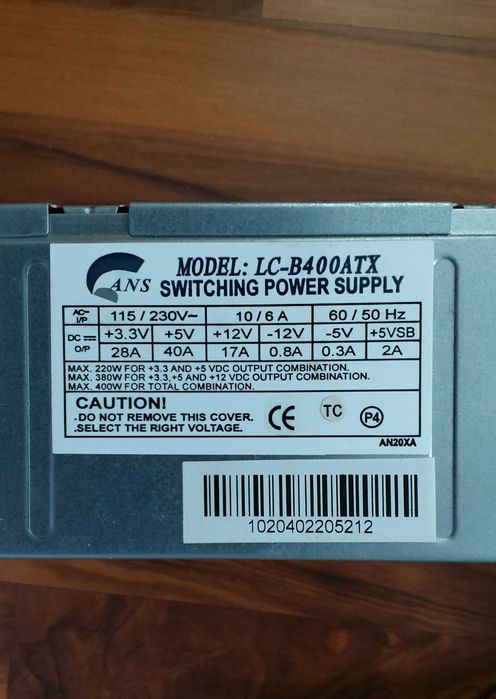 ANS
MODEL: LC-B400ATX
SWITCHING POWER SUPPLY
AC~ I/P 115 / 230V~ 10 / 6 A 60 / 50 Hz
DC O/P +3.3V +5V +12V -12V -5V +5VSB
28A 40A 17A 0.8A 0.3A 2A
MAX. 220W FOR +3.3 AND +5 VDC OUTPUT COMBINATION.
MAX. 380W FOR +3.3,+5 AND +12 VDC OUTPUT COMBINATION.
MAX. 400W FOR TOTAL COMBINATION.
CAUTION!
.DO NOT REMOVE THIS COVER.
.SELECT THE RIGHT VOLTAGE.
CE TC P4
AN20XA
1020402205212